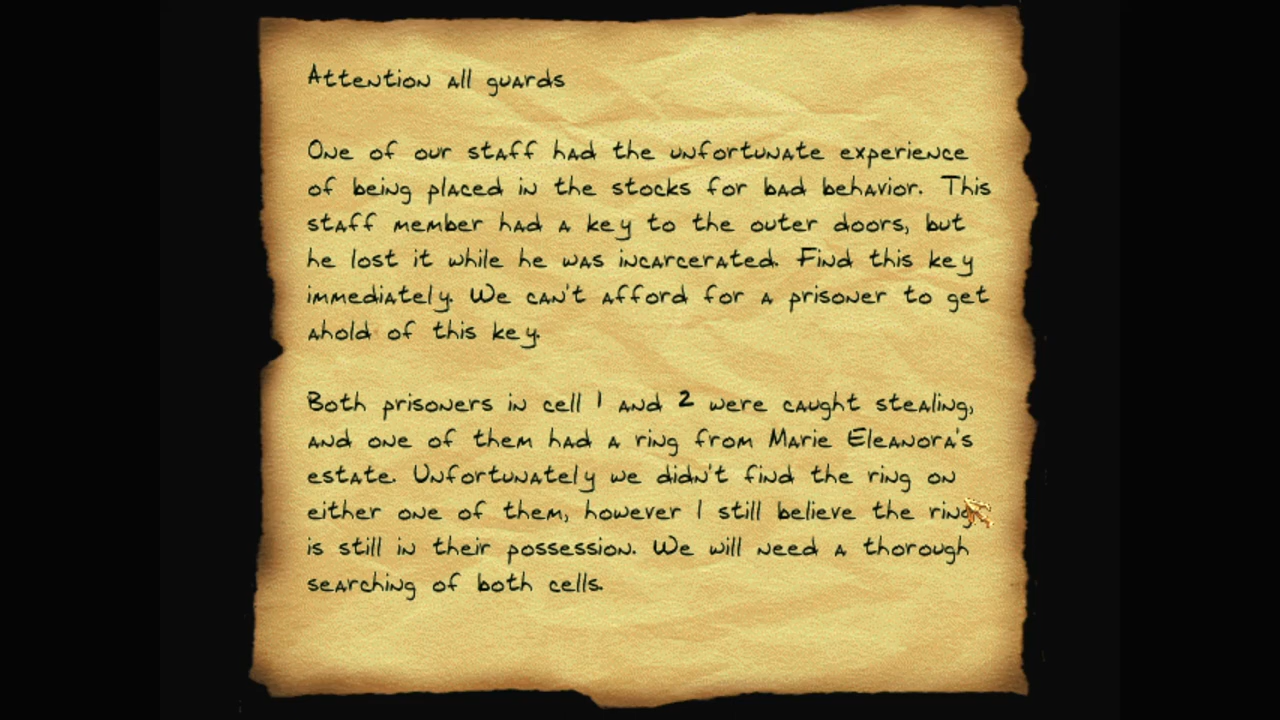 Attention all guards
One of our staff had the unfortunate experience
of being placed in the stocks for bad behavior. This
staff member had a key to the outer doors, but
he lost it while he was incarcerated. Find this key
immediately. We can't afford for a prisoner to get
ahold of this key.
Both prisoners in cell 1 and 2 were caught stealing,
and one of them had a ring from Marie Eleanora's
estate. Unfortunately we didn't find the ring on
either one of them, however I still believe the ring
is still in their possession. We will need a thorough
searching of both cells.